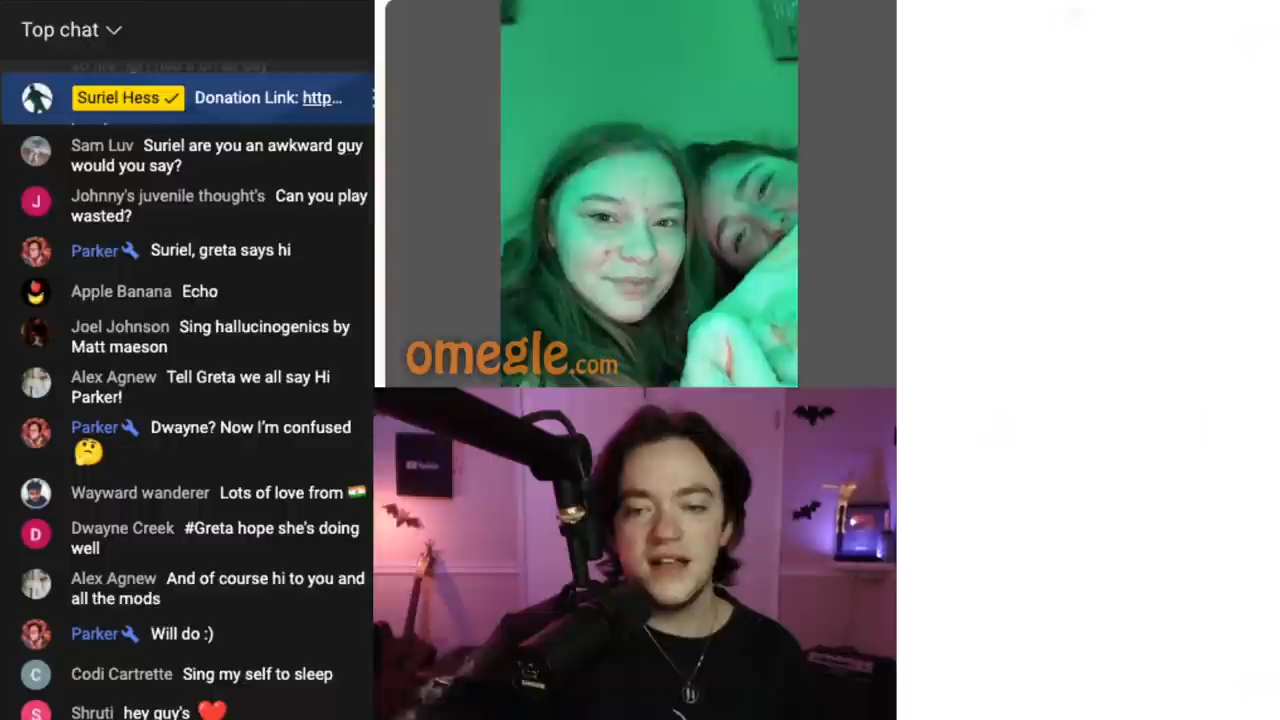 Top chat
Suriel Hess Donation Link: http...
Sam Luv Suriel are you an awkward guy
would you say?
Johnny's juvenile thought's Can you play
wasted?
Parker Suriel, greta says hi
Apple Banana Echo
Joel Johnson Sing hallucinogenics by
Matt maeson
Alex Agnew Tell Greta we all say Hi
Parker!
Parker Dwayne? Now I'm confused
🤔
Wayward wanderer Lots of love from 🇮🇳
D
Dwayne Creek #Greta hope she's doing
well
Alex Agnew And of course hi to you and
all the mods
Parker Will do :)
C
Codi Cartrette Sing my self to sleep
S
Shruti hey guy's ❤️
J
omegle.com
YouTube